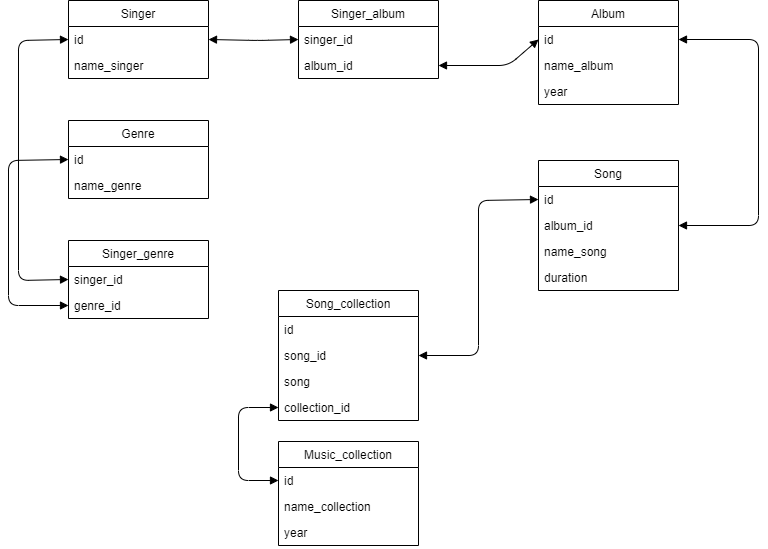 Singer
id
name_singer
Singer_album
singer_id
album_id
Album
id
name_album
year
Genre
id
name_genre
Song
id
album_id
name_song
duration
Singer_genre
singer_id
genre_id
Song_collection
id
song_id
song
collection_id
Music_collection
id
name_collection
year